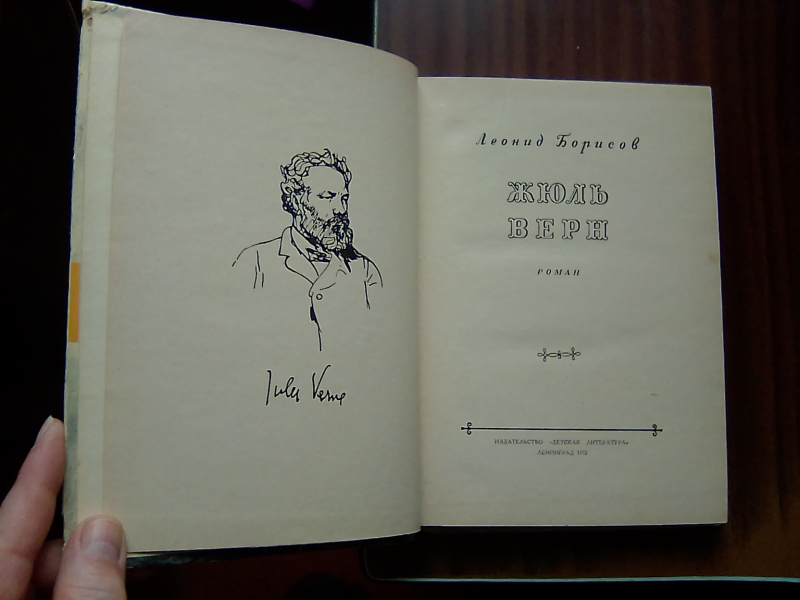 Jules Verne
Леонид Борисов
ЖЮЛЬ
ВЕРН
РОМАН
ИЗДАТЕЛЬСТВО «ДЕТСКАЯ ЛИТЕРАТУРА»
ЛЕНИНГРАД